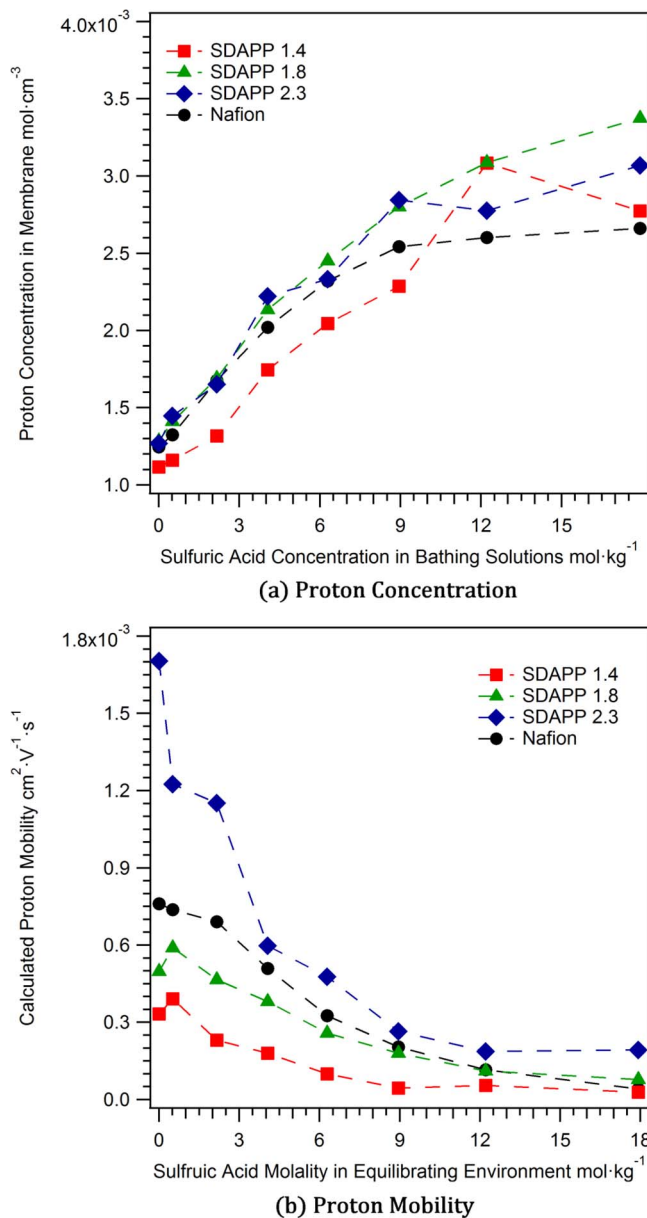 4.0x10⁻³
3.5
3.0
2.5
2.0
1.5
1.0
Proton Concentration in Membrane mol·cm⁻³
SDAPP 1.4
SDAPP 1.8
SDAPP 2.3
Nafion
0 3 6 9 12 15
Sulfuric Acid Concentration in Bathing Solutions mol·kg⁻¹
(a) Proton Concentration
1.8x10⁻³
1.5
1.2
0.9
0.6
0.3
0.0
Calculated Proton Mobility cm²·V⁻¹·s⁻¹
SDAPP 1.4
SDAPP 1.8
SDAPP 2.3
Nafion
0 3 6 9 12 15 18
Sulfruic Acid Molality in Equilibrating Environment mol·kg⁻¹
(b) Proton Mobility